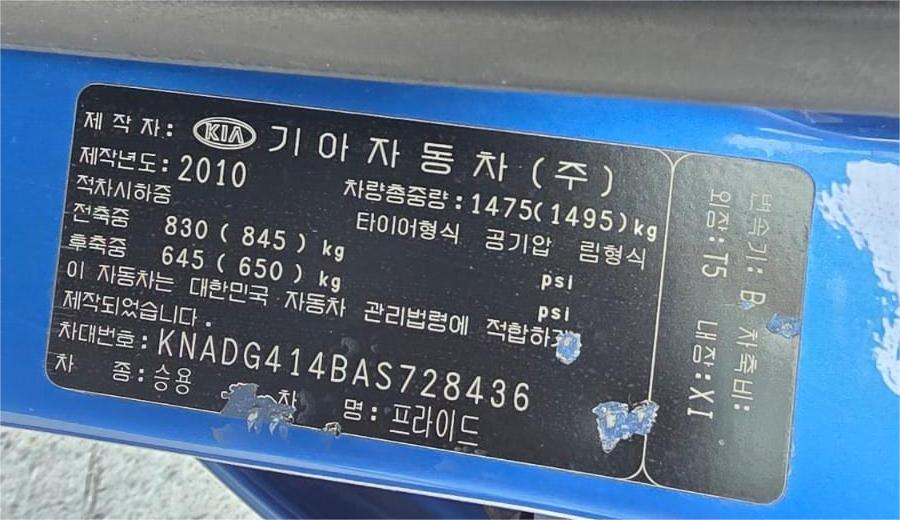 제 작 자: KIA 기 아 자 동 차 ( 주 )
제작년도: 2010
적차시하중 차량총중량: 1475(1495)kg
전축중 830 ( 845 ) kg 타이어형식 공기압 림형식
후축중 645 ( 650 ) kg psi
psi
이 자동차는 대한민국 자동차 관리법령에 적합하게
제작되었습니다.
차대번호: KNADG414BAS728436
차 종: 승용 차 명: 프라이드
변속기: B 차축비:
외장: T5 내장: XI